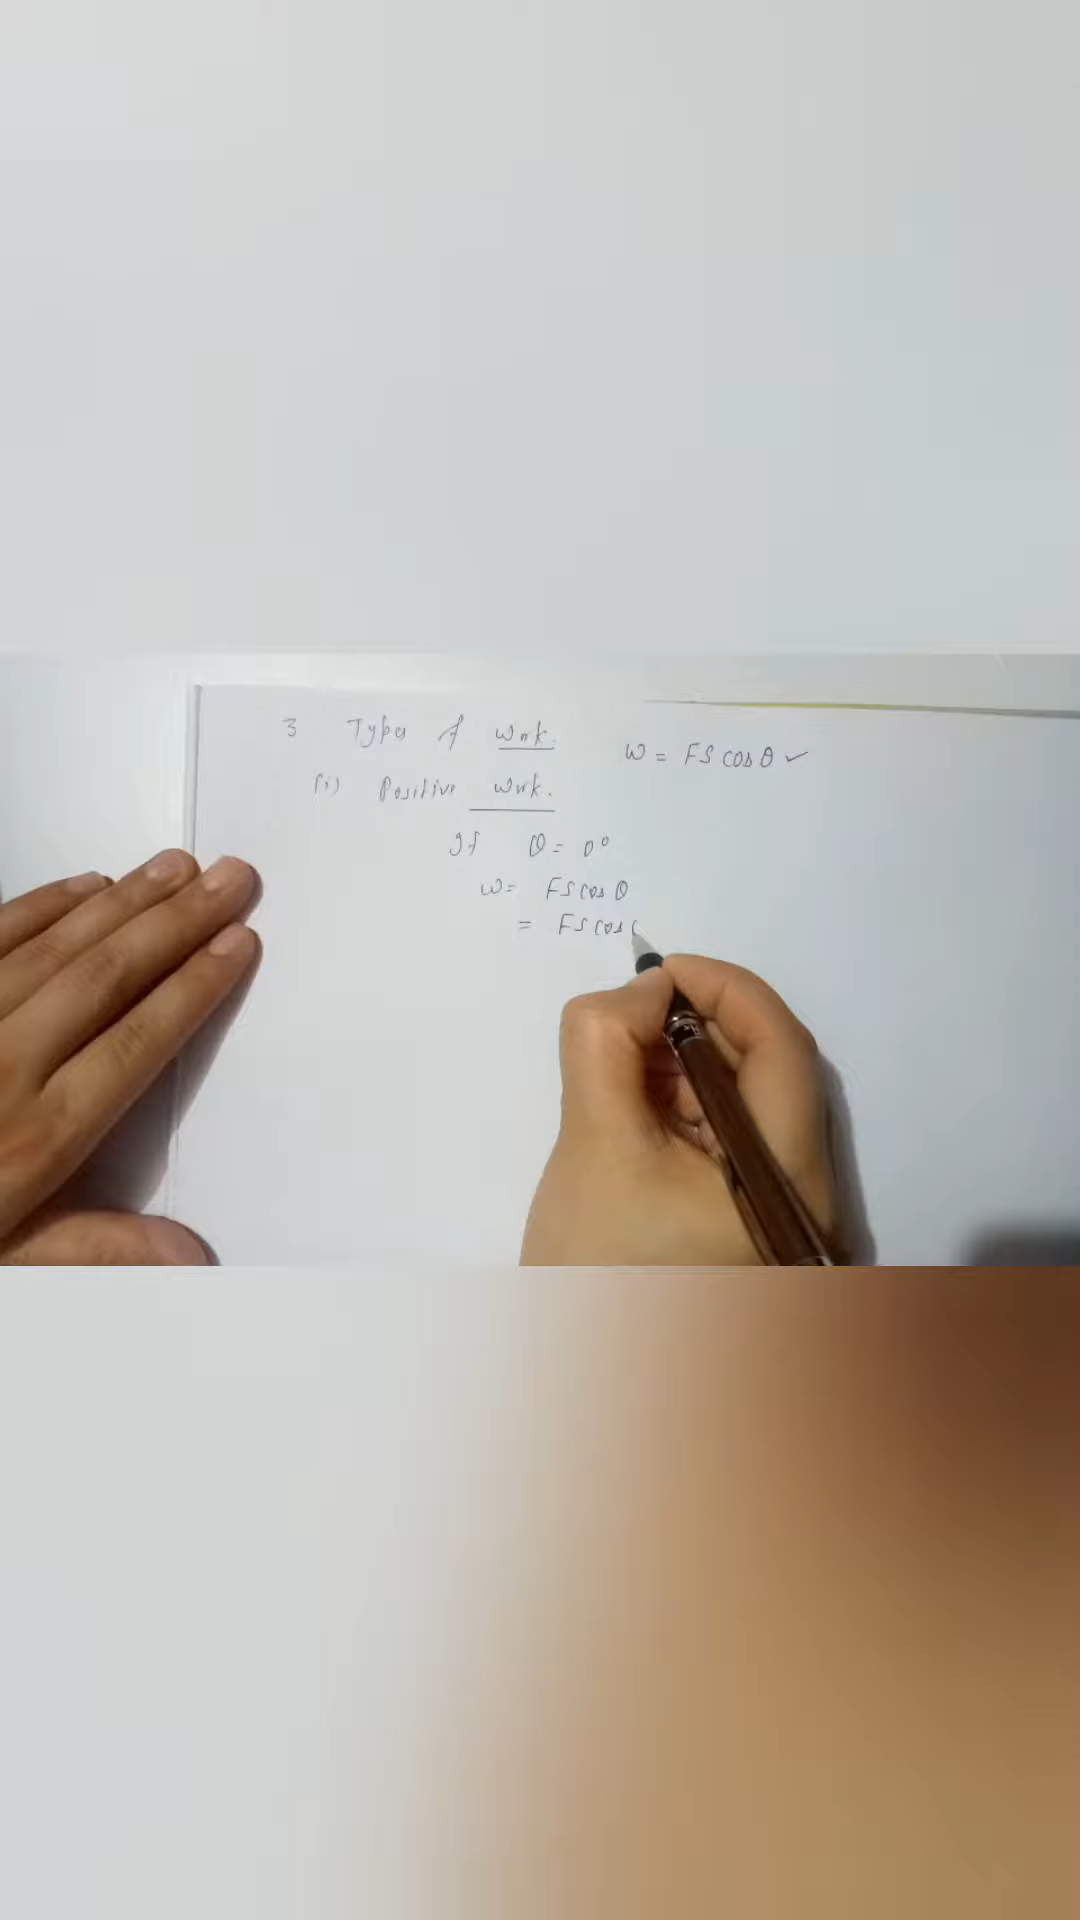 3 Types of Work.
W = FS cos θ ✓
(i) Positive Work.
If θ = 0°
W = FS cos θ
= FS cos